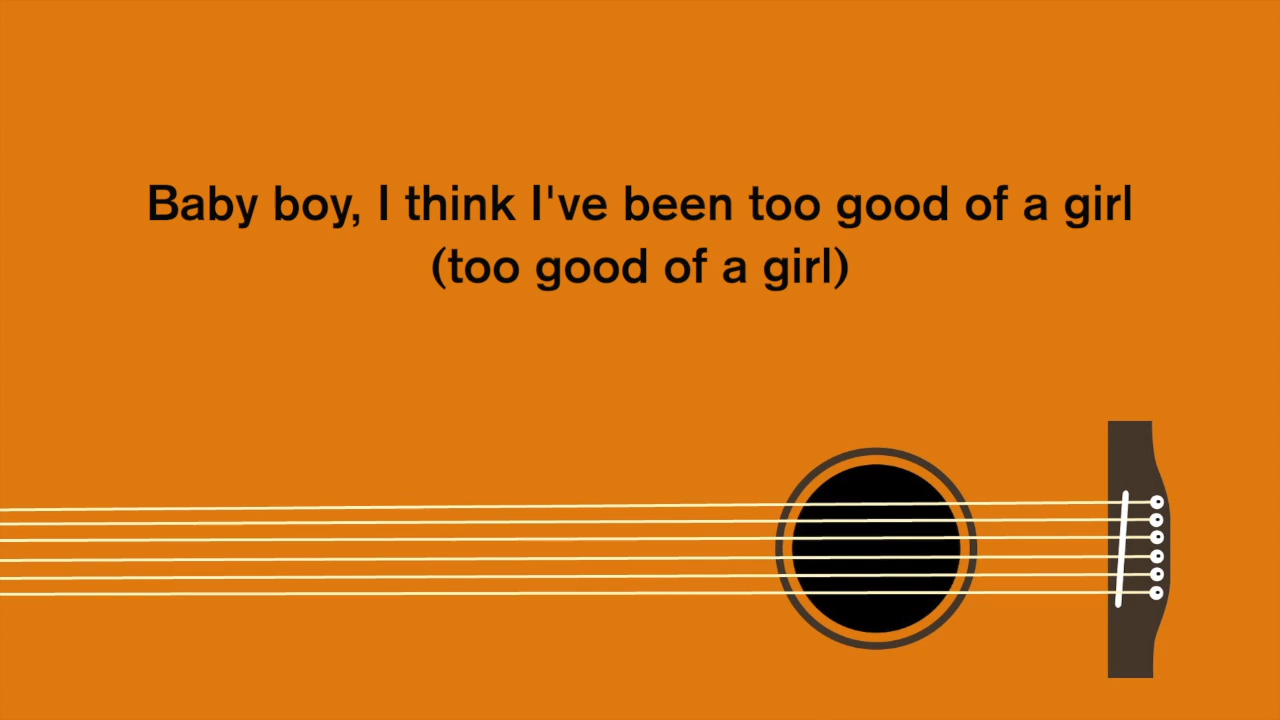 Baby boy, I think I've been too good of a girl
(too good of a girl)